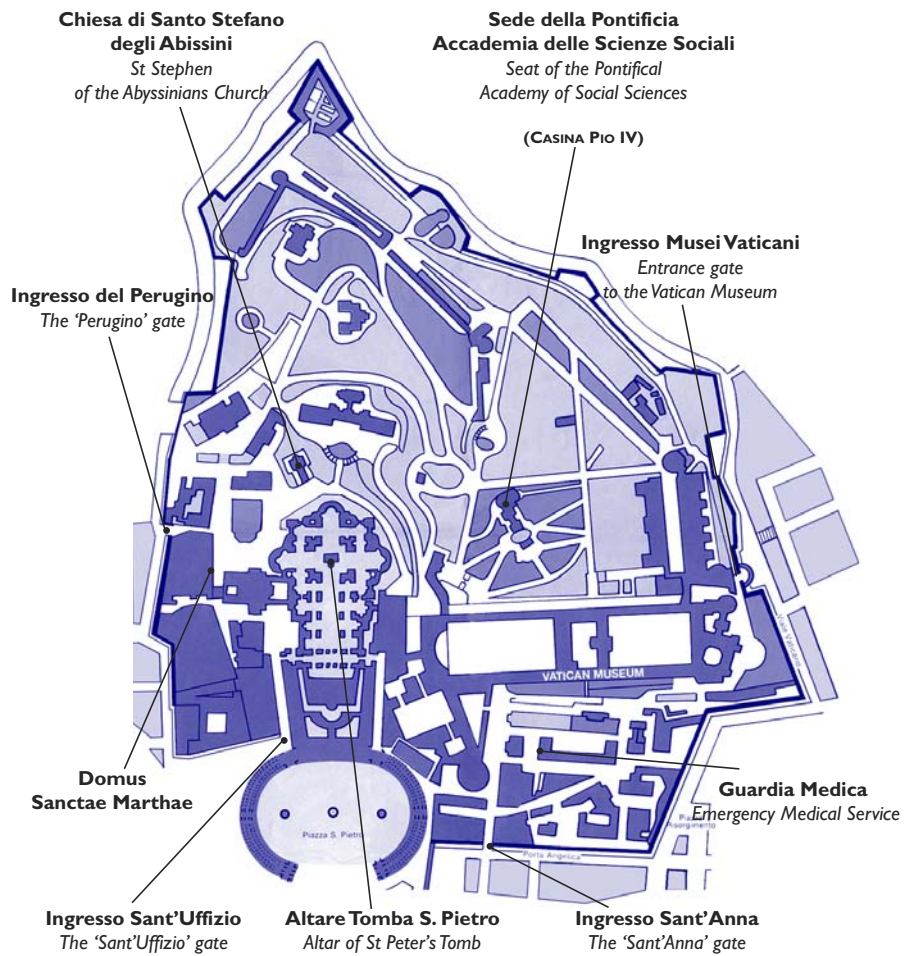 Chiesa di Santo Stefano
degli Abissini
St Stephen
of the Abyssinians Church
Sede della Pontificia
Accademia delle Scienze Sociali
Seat of the Pontifical
Academy of Social Sciences
(CASINA PIO IV)
Ingresso Musei Vaticani
Entrance gate
to the Vatican Museum
Ingresso del Perugino
The ‘Perugino’ gate
Viale Vaticano
VATICAN MUSEUM
Domus
Sanctae Marthae
Guardia Medica
Emergency Medical Service
Risorgimento
Piazza S. Pietro
Porta Angelica
Ingresso Sant’Uffizio
The ‘Sant’Uffizio’ gate
Altare Tomba S. Pietro
Altar of St Peter’s Tomb
Ingresso Sant’Anna
The ‘Sant’Anna’ gate